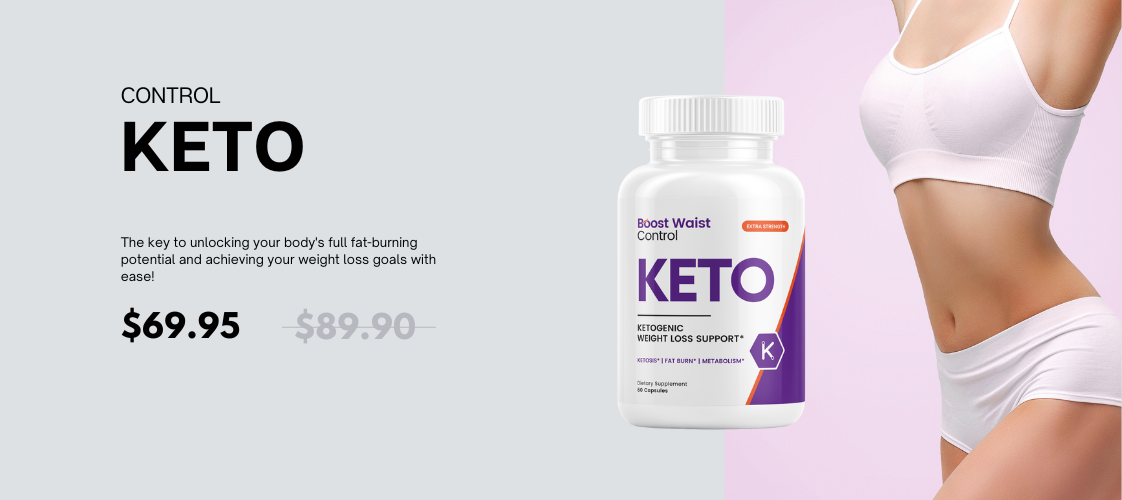 CONTROL
KETO
The key to unlocking your body's full fat-burning
potential and achieving your weight loss goals with
ease!
$69.95 $89.90
Boost Waist
Control
EXTRA STRENGTH
KETO
KETOGENIC
WEIGHT LOSS SUPPORT*
K
KETOSIS* | FAT BURN* | METABOLISM*
Dietary Supplement
60 Capsules